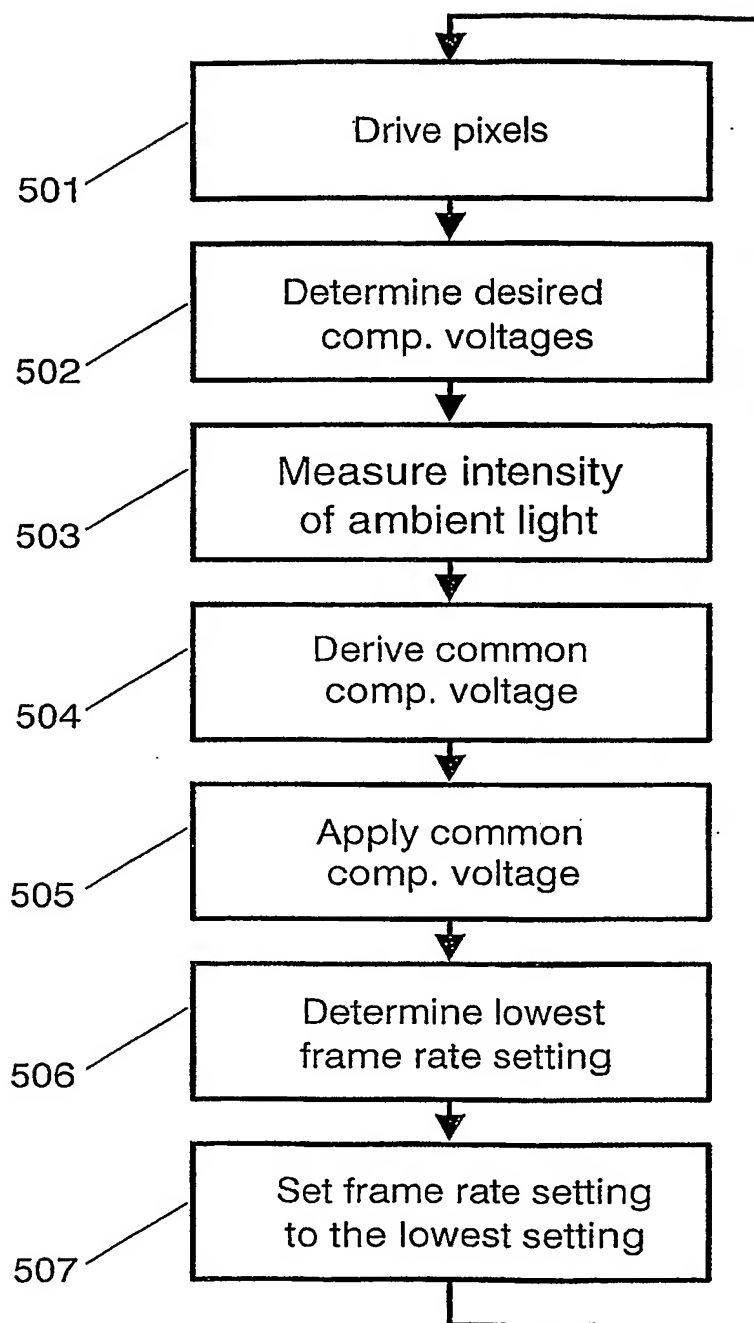 Drive pixels
501
Determine desired
comp. voltages
502
Measure intensity
of ambient light
503
Derive common
comp. voltage
504
Apply common
comp. voltage
505
Determine lowest
frame rate setting
506
Set frame rate setting
to the lowest setting
507